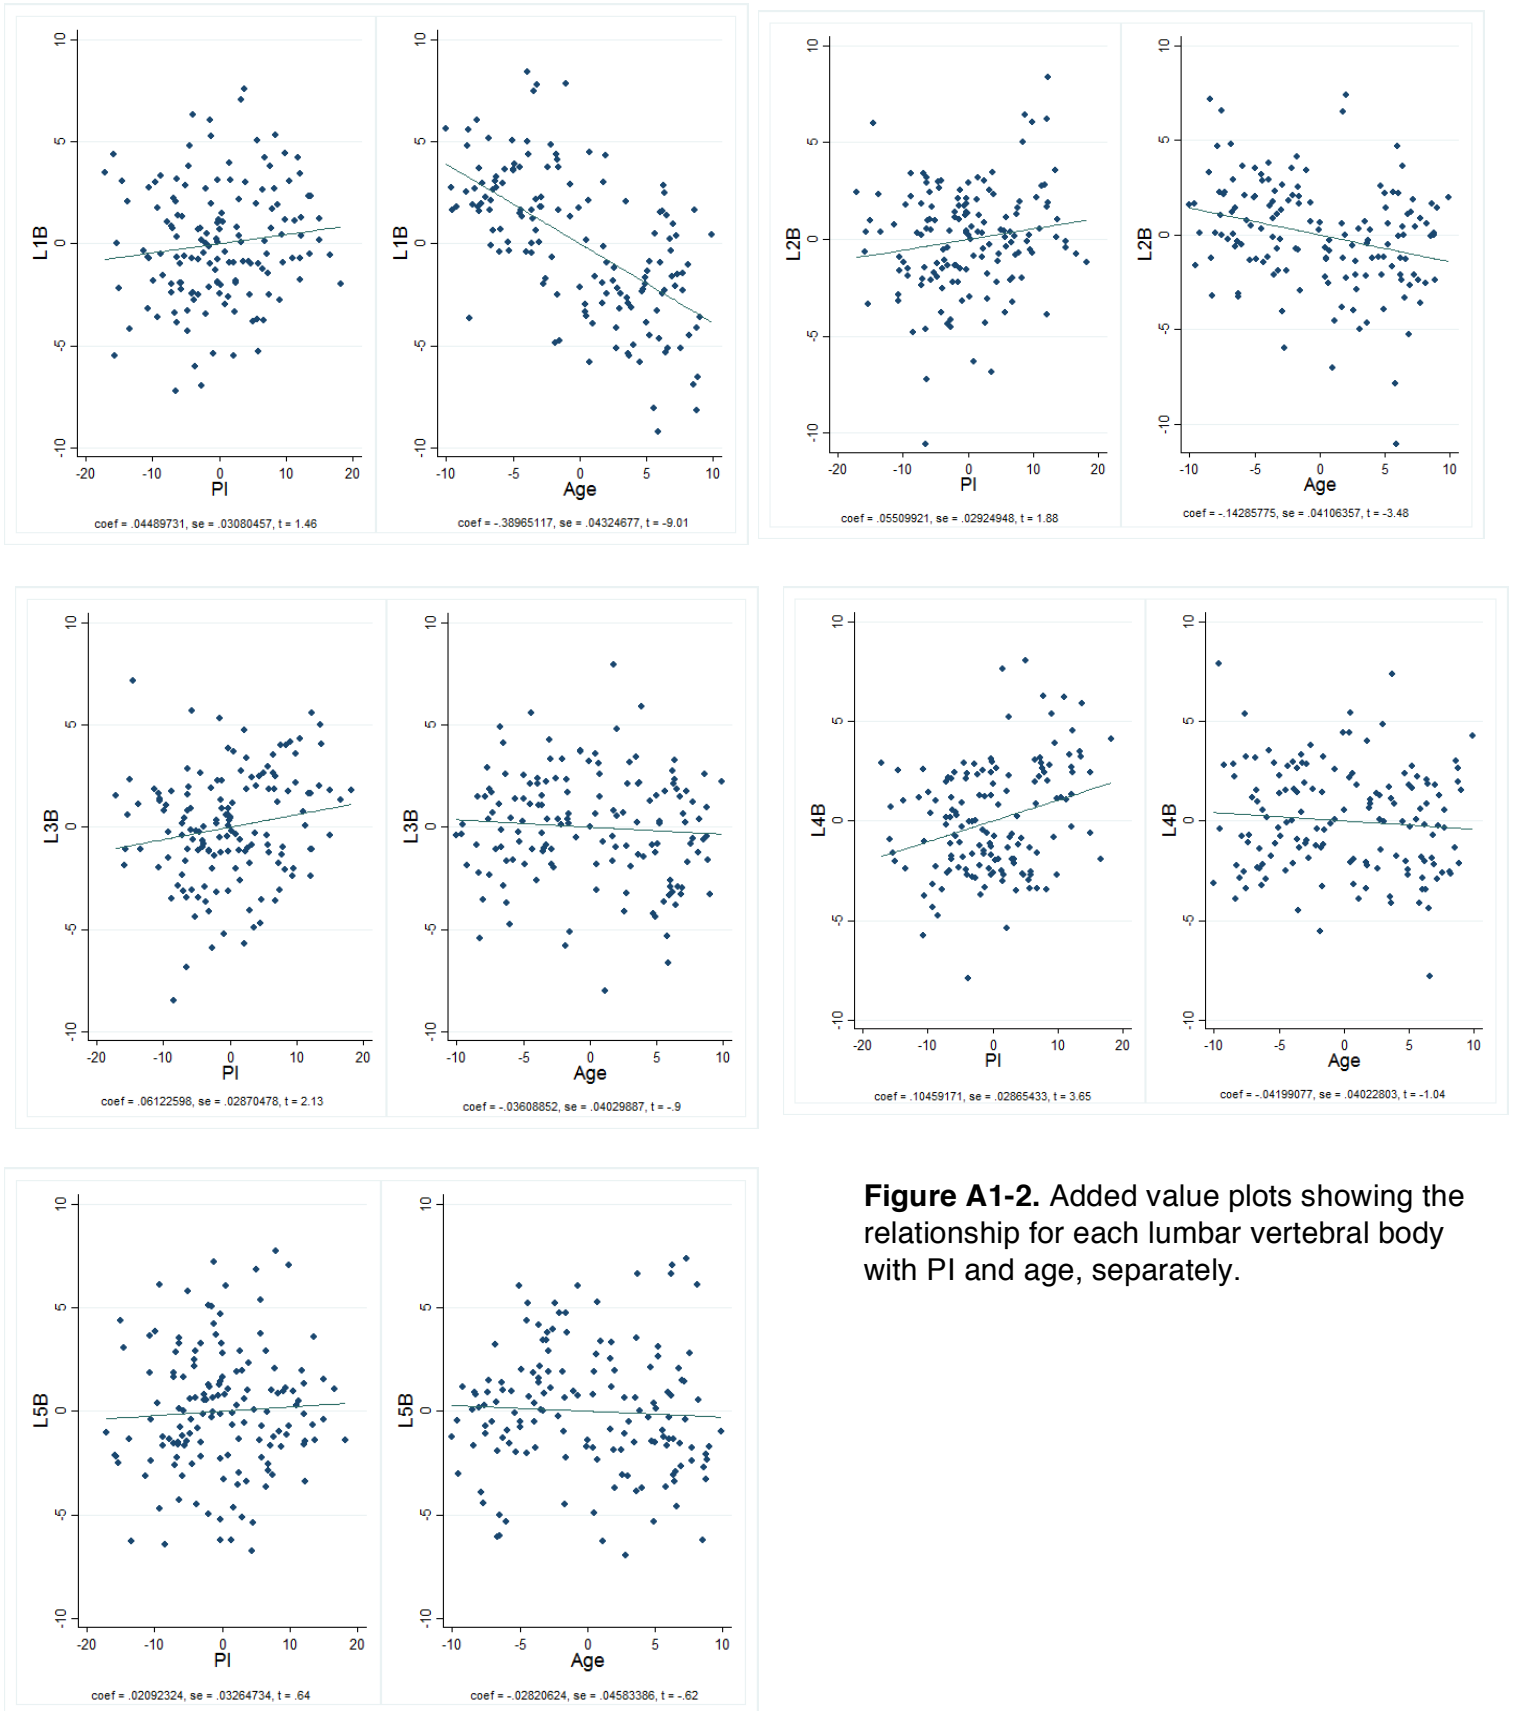 10
5
0
-5
-10
L1B
-20 -10 0 10 20
PI
coef = .04489731, se = .03080457, t = 1.46
10
5
0
-5
-10
L1B
-10 -5 0 5 10
Age
coef = -.38965117, se = .04324677, t = -9.01
10
5
0
-5
-10
L2B
-20 -10 0 10 20
PI
coef = .05509921, se = .02924948, t = 1.88
10
5
0
-5
-10
L2B
-10 -5 0 5 10
Age
coef = -.14285775, se = .04106357, t = -3.48
10
5
0
-5
-10
L3B
-20 -10 0 10 20
PI
coef = .06122598, se = .02870478, t = 2.13
10
5
0
-5
-10
L3B
-10 -5 0 5 10
Age
coef = -.03608852, se = .04029887, t = -.9
10
5
0
-5
-10
L4B
-20 -10 0 10 20
PI
coef = .10459171, se = .02865433, t = 3.65
10
5
0
-5
-10
L4B
-10 -5 0 5 10
Age
coef = -.04199077, se = .04022803, t = -1.04
10
5
0
-5
-10
L5B
-20 -10 0 10 20
PI
coef = .02092324, se = .03264734, t = .64
10
5
0
-5
-10
L5B
-10 -5 0 5 10
Age
coef = -.02820624, se = .04583386, t = -.62
Figure A1-2. Added value plots showing the
relationship for each lumbar vertebral body
with PI and age, separately.